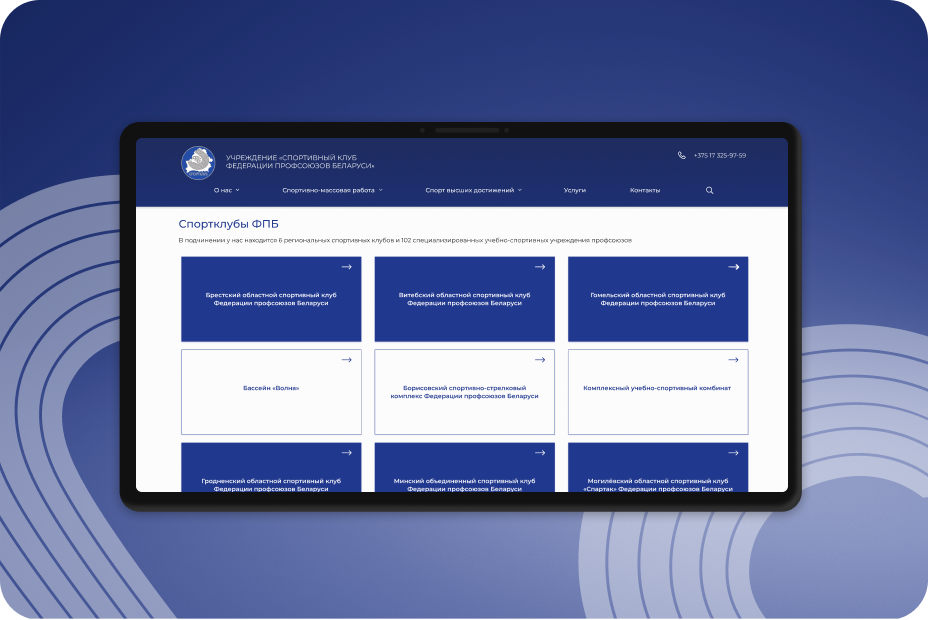 УЧРЕЖДЕНИЕ «СПОРТИВНЫЙ КЛУБ
ФЕДЕРАЦИИ ПРОФСОЮЗОВ БЕЛАРУСИ»
+375 17 325-97-59
О нас
Спортивно-массовая работа
Спорт высших достижений
Услуги
Контакты
Спортклубы ФПБ
В подчинении у нас находится 6 региональных спортивных клубов и 102 специализированных учебно-спортивных учреждения профсоюзов
Брестский областной спортивный клуб
Федерации профсоюзов Беларуси
Витебский областной спортивный клуб
Федерации профсоюзов Беларуси
Гомельский областной спортивный клуб
Федерации профсоюзов Беларуси
Бассейн «Волна»
Борисовский спортивно-стрелковый
комплекс Федерации профсоюзов Беларуси
Комплексный учебно-спортивный комбинат
Гродненский областной спортивный клуб
Федерации профсоюзов Беларуси
Минский объединенный спортивный клуб
Федерации профсоюзов Беларуси
Могилёвский областной спортивный клуб
«Спартак» Федерации профсоюзов Беларуси